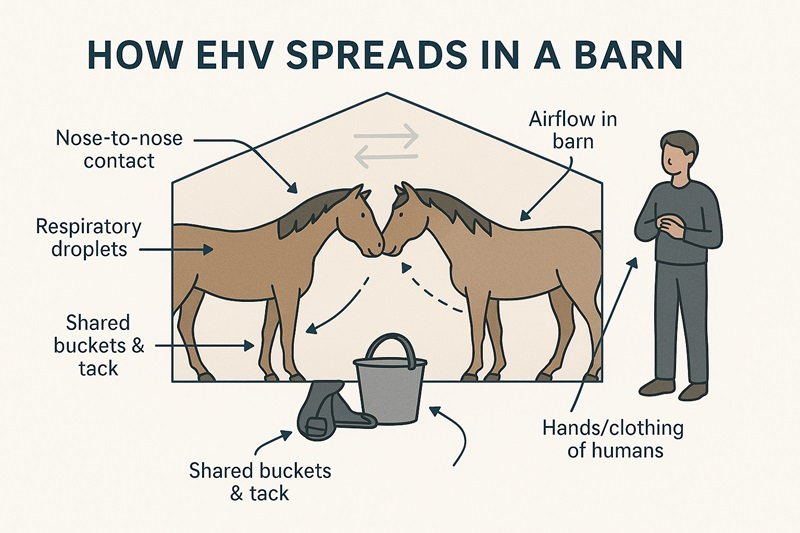 HOW EHV SPREADS IN A BARN
Nose-to-nose
contact
Airflow in
barn
Respiratory
droplets
Shared
buckets &
tack
Hands/clothing
of humans
Shared buckets
& tack